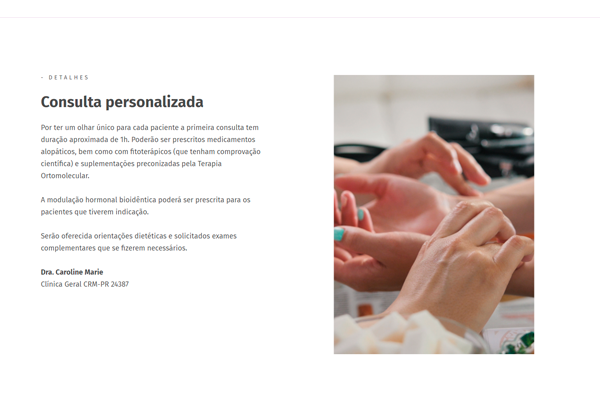 - DETALHES
Consulta personalizada
Por ter um olhar único para cada paciente a primeira consulta tem
duração aproximada de 1h. Poderão ser prescritos medicamentos
alopáticos, bem como com fitoterápicos (que tenham comprovação
científica) e suplementações preconizadas pela Terapia
Ortomolecular.
A modulação hormonal bioidêntica poderá ser prescrita para os
pacientes que tiverem indicação.
Serão oferecida orientações dietéticas e solicitados exames
complementares que se fizerem necessários.
Dra. Caroline Marie
Clínica Geral CRM-PR 24387